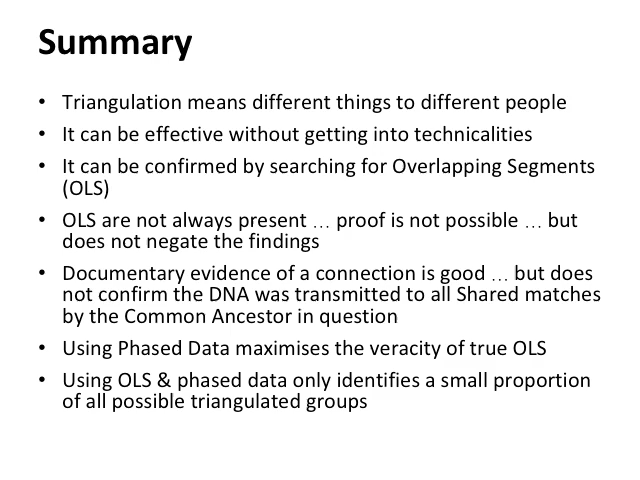 Summary
• Triangulation means different things to different people
• It can be effective without getting into technicalities
• It can be confirmed by searching for Overlapping Segments
(OLS)
• OLS are not always present … proof is not possible … but
does not negate the findings
• Documentary evidence of a connection is good … but does
not confirm the DNA was transmitted to all Shared matches
by the Common Ancestor in question
• Using Phased Data maximises the veracity of true OLS
• Using OLS & phased data only identifies a small proportion
of all possible triangulated groups